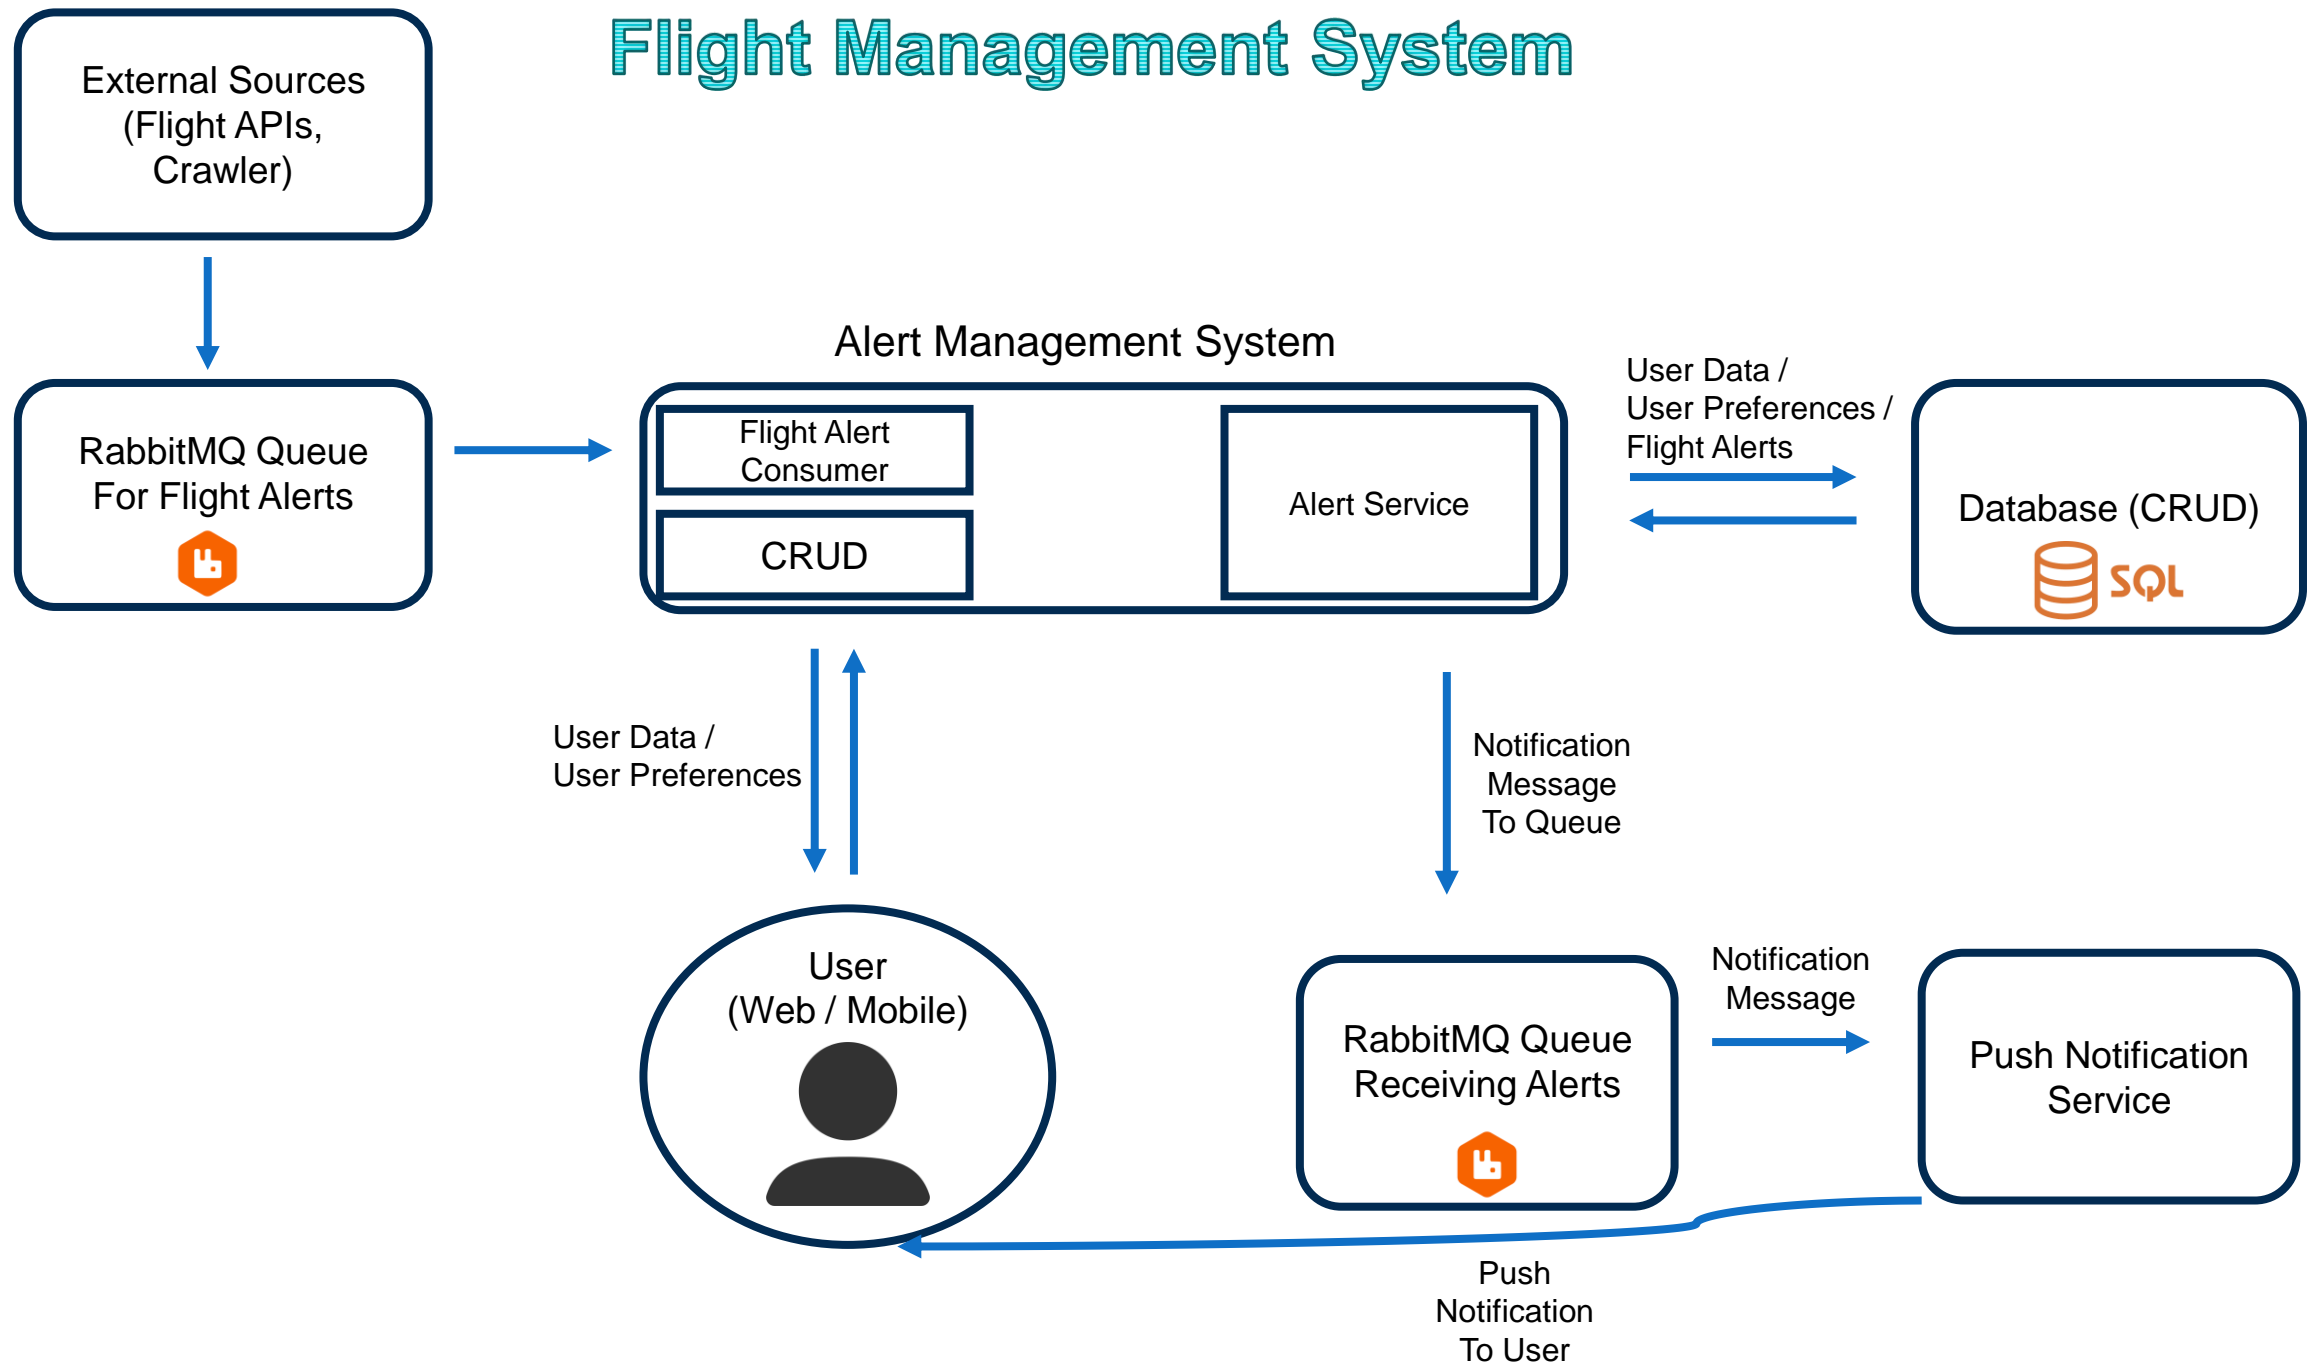 Flight Management System
External Sources
(Flight APIs,
Crawler)
RabbitMQ Queue
For Flight Alerts
Alert Management System
Flight Alert
Consumer
CRUD
Alert Service
User Data /
User Preferences /
Flight Alerts
Database (CRUD)
SQL
User Data /
User Preferences
Notification
Message
To Queue
User
(Web / Mobile)
RabbitMQ Queue
Receiving Alerts
Notification
Message
Push Notification
Service
Push
Notification
To User